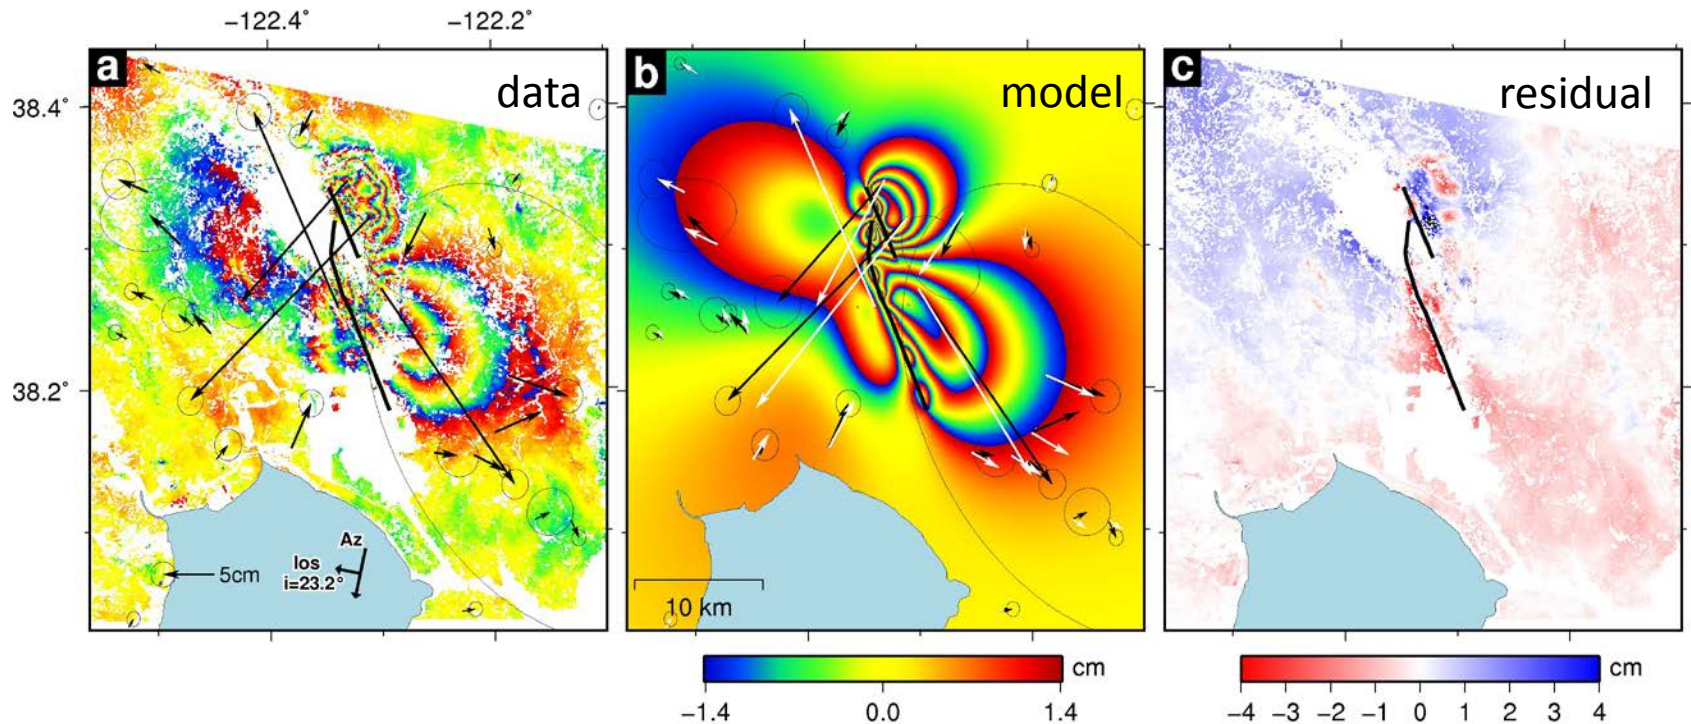 −122.4° −122.2°
a data
b model
c residual
38.4°
38.2°
Az
los
i=23.2°
5cm
10 km
−1.4 0.0 1.4 cm
−4 −3 −2 −1 0 1 2 3 4 cm